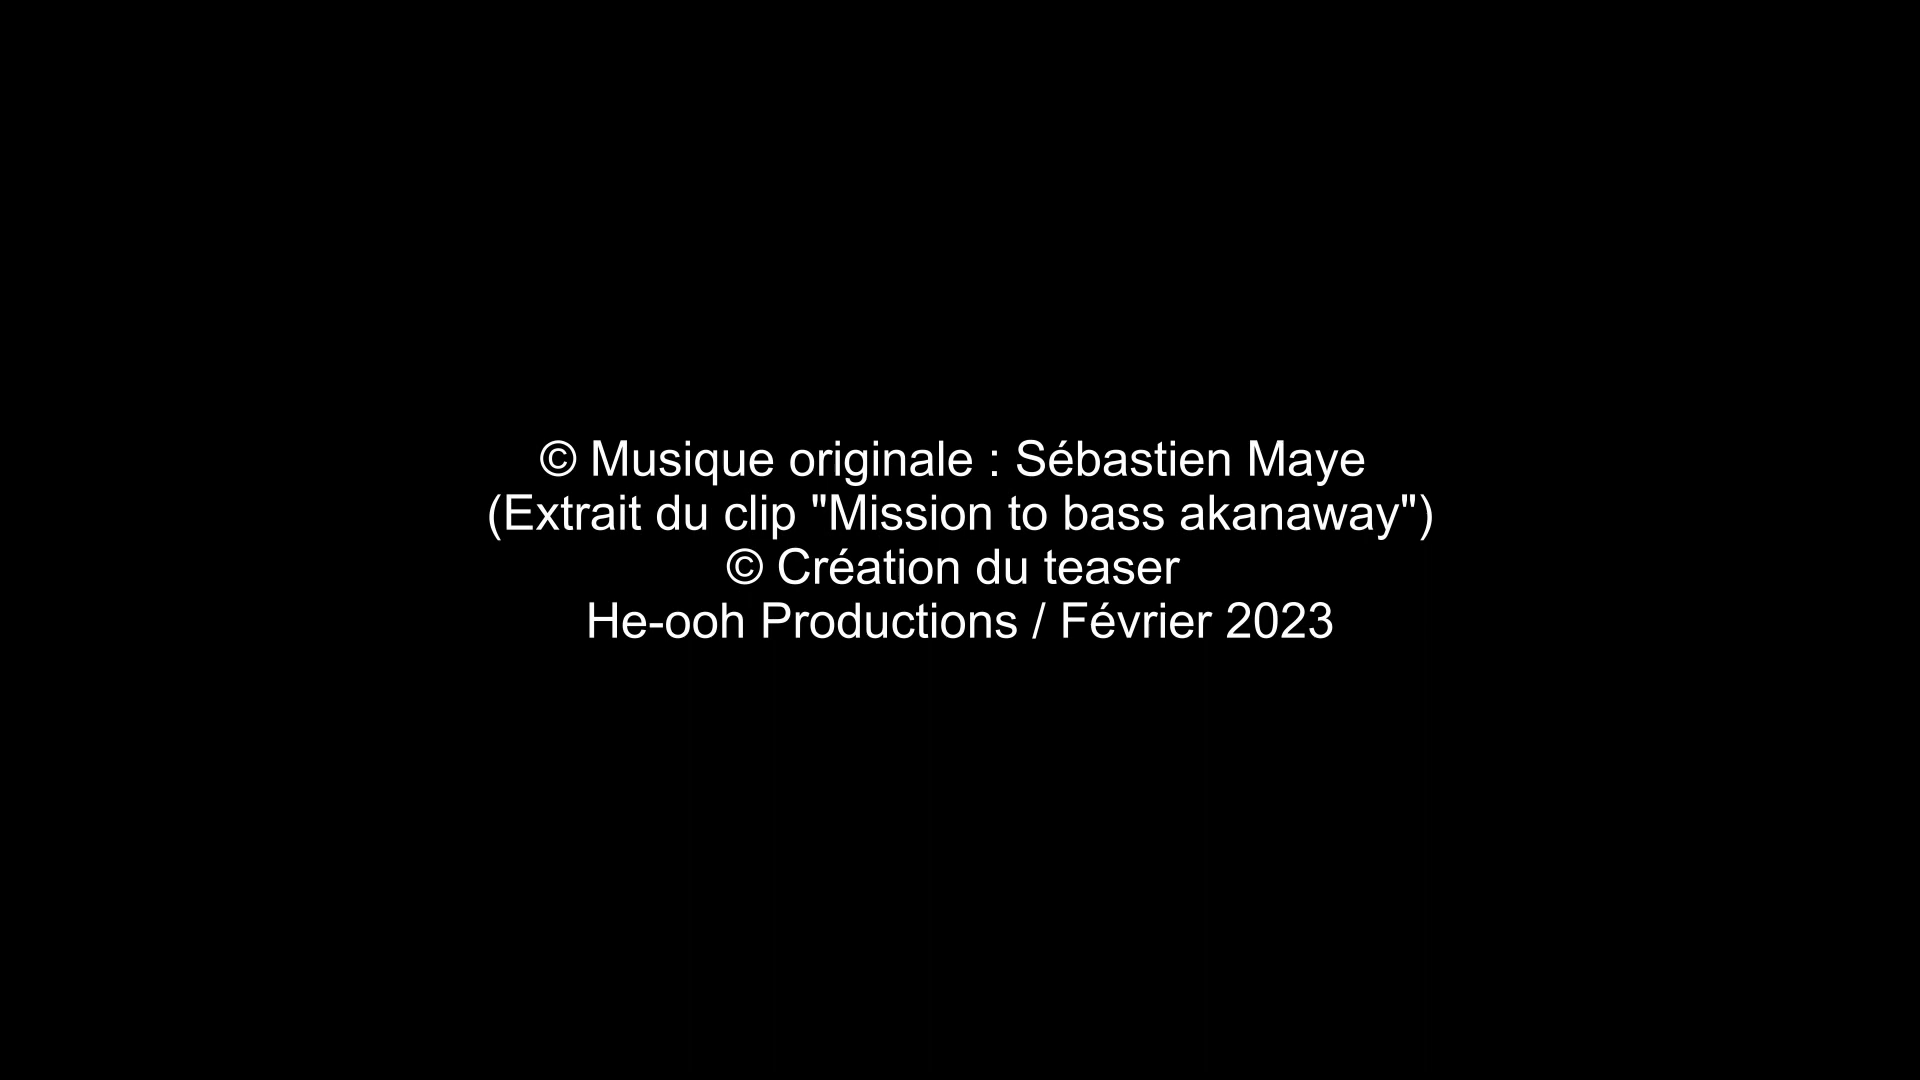 © Musique originale : Sébastien Maye
(Extrait du clip "Mission to bass akanaway")
© Création du teaser
He-ooh Productions / Février 2023